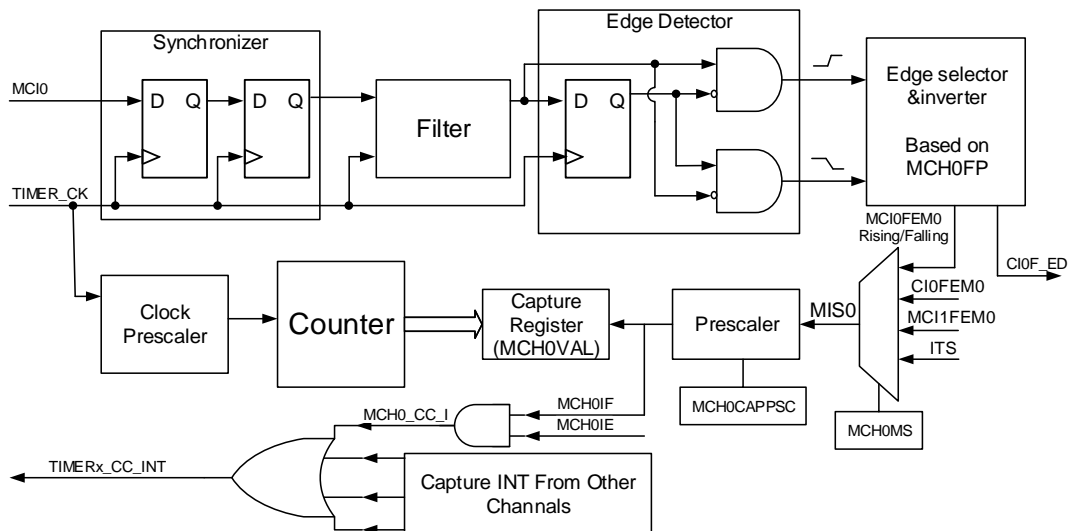 Edge Detector
Synchronizer
MCI0
D Q
D Q
Filter
D Q
Edge selector
&inverter
Based on
MCH0FP
TIMER_CK
MCI0FEM0
Rising/Falling
CI0F_ED
CI0FEM0
MCI1FEM0
ITS
MIS0
Clock
Prescaler
Counter
Capture
Register
(MCH0VAL)
Prescaler
MCH0CAPPSC
MCH0MS
MCH0_CC_I
MCH0IF
MCH0IE
TIMERx_CC_INT
Capture INT From Other
Channels